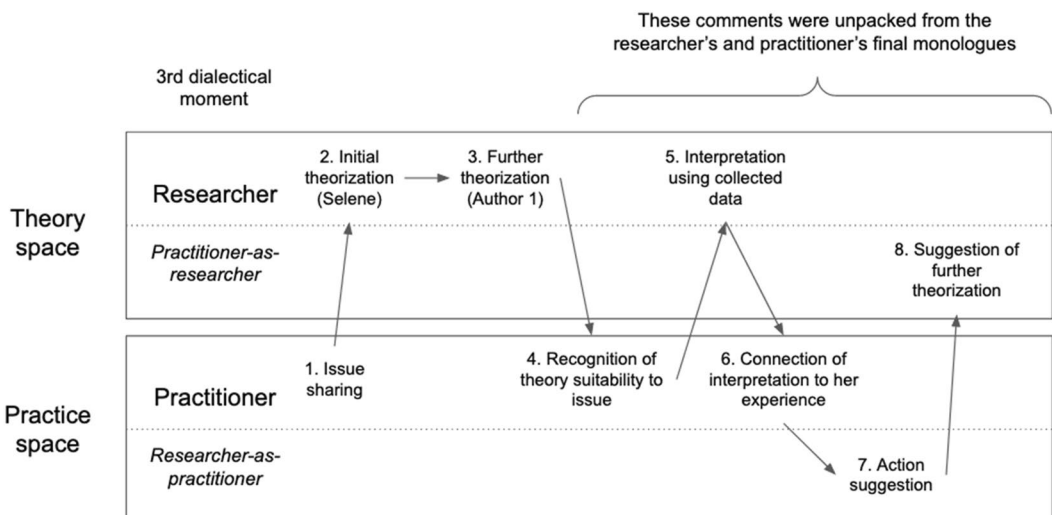 These comments were unpacked from the
researcher's and practitioner's final monologues
3rd dialectical
moment
Theory
space
Researcher
2. Initial
theorization
(Selene)
3. Further
theorization
(Author 1)
5. Interpretation
using collected
data
Practitioner-as-
researcher
8. Suggestion of
further
theorization
Practice
space
Practitioner
1. Issue
sharing
4. Recognition of
theory suitability to
issue
6. Connection of
interpretation to her
experience
Researcher-as-
practitioner
7. Action
suggestion